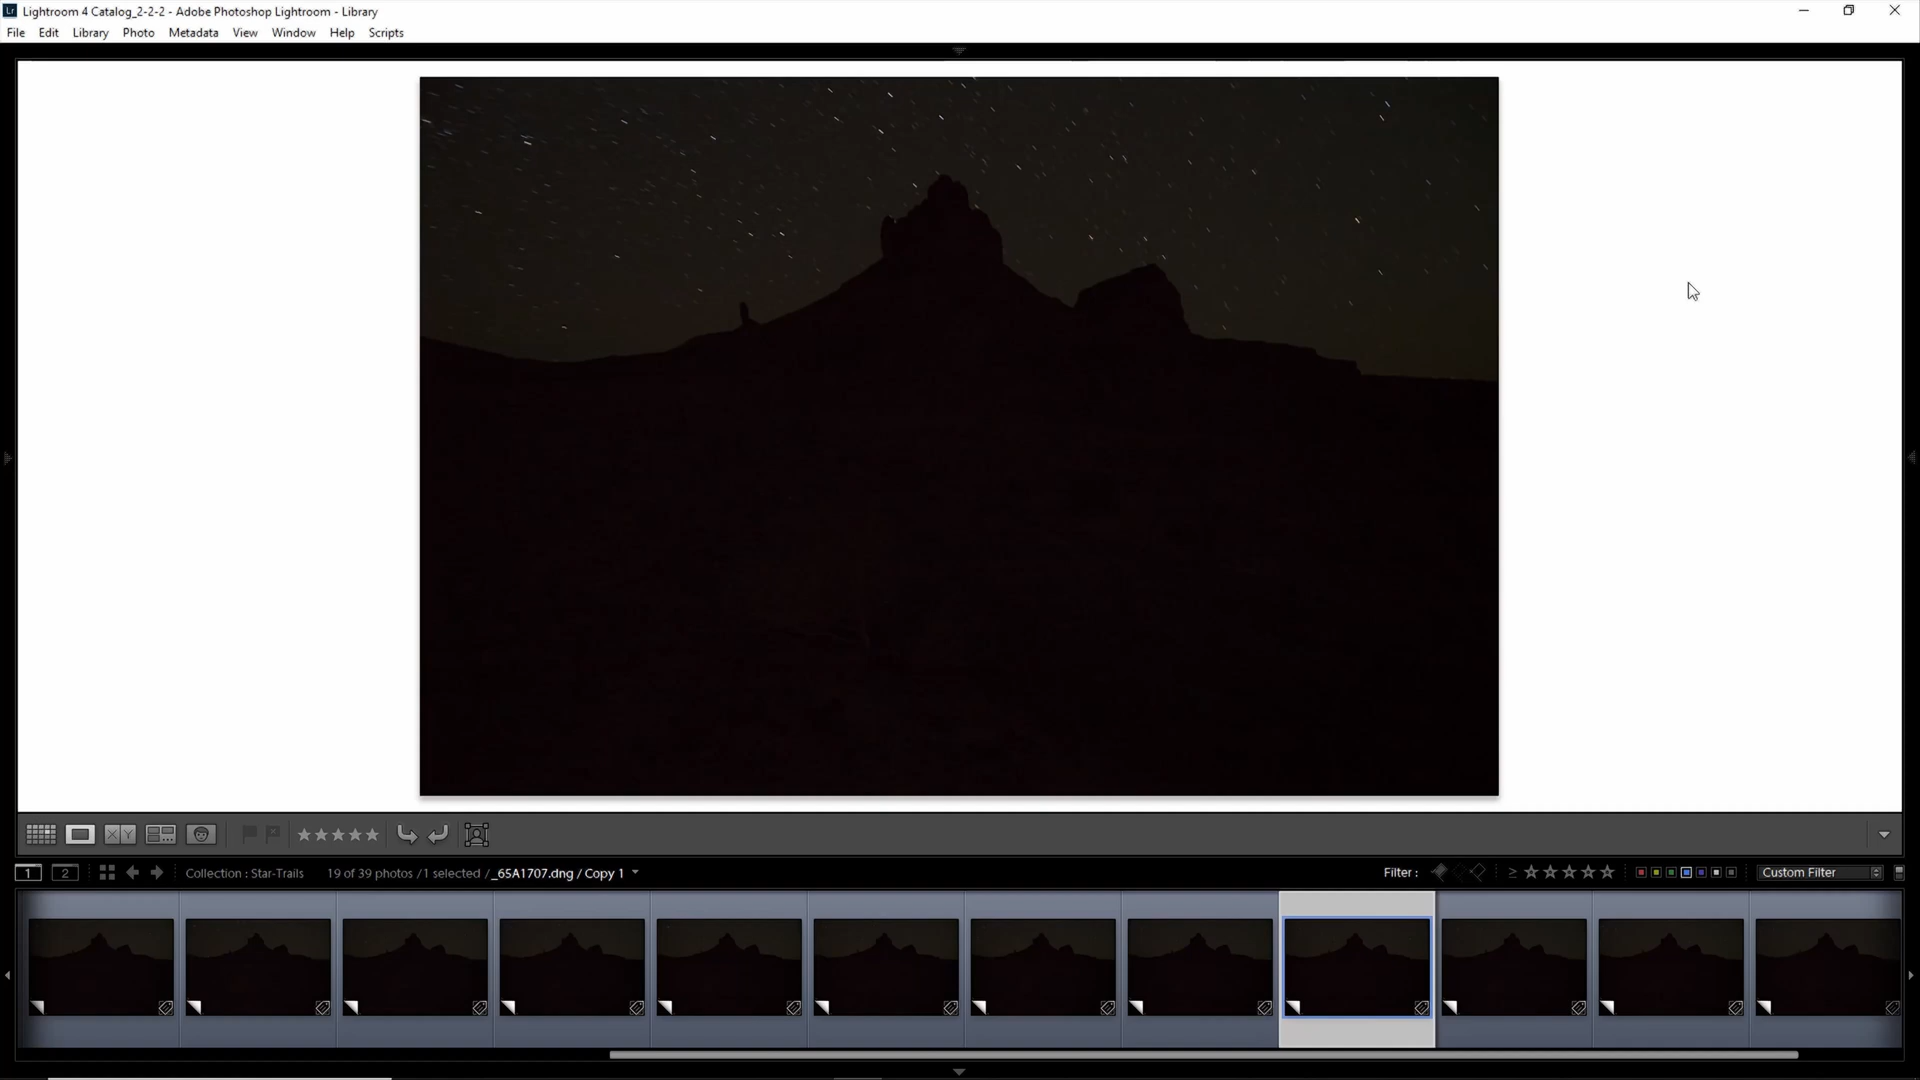 Lr Lightroom 4 Catalog_2-2-2 - Adobe Photoshop Lightroom - Library
File Edit Library Photo Metadata View Window Help Scripts
X Y
1 2 Collection : Star-Trails 19 of 39 photos / 1 selected / _65A1707.dng / Copy 1 Filter : ≥ Custom Filter